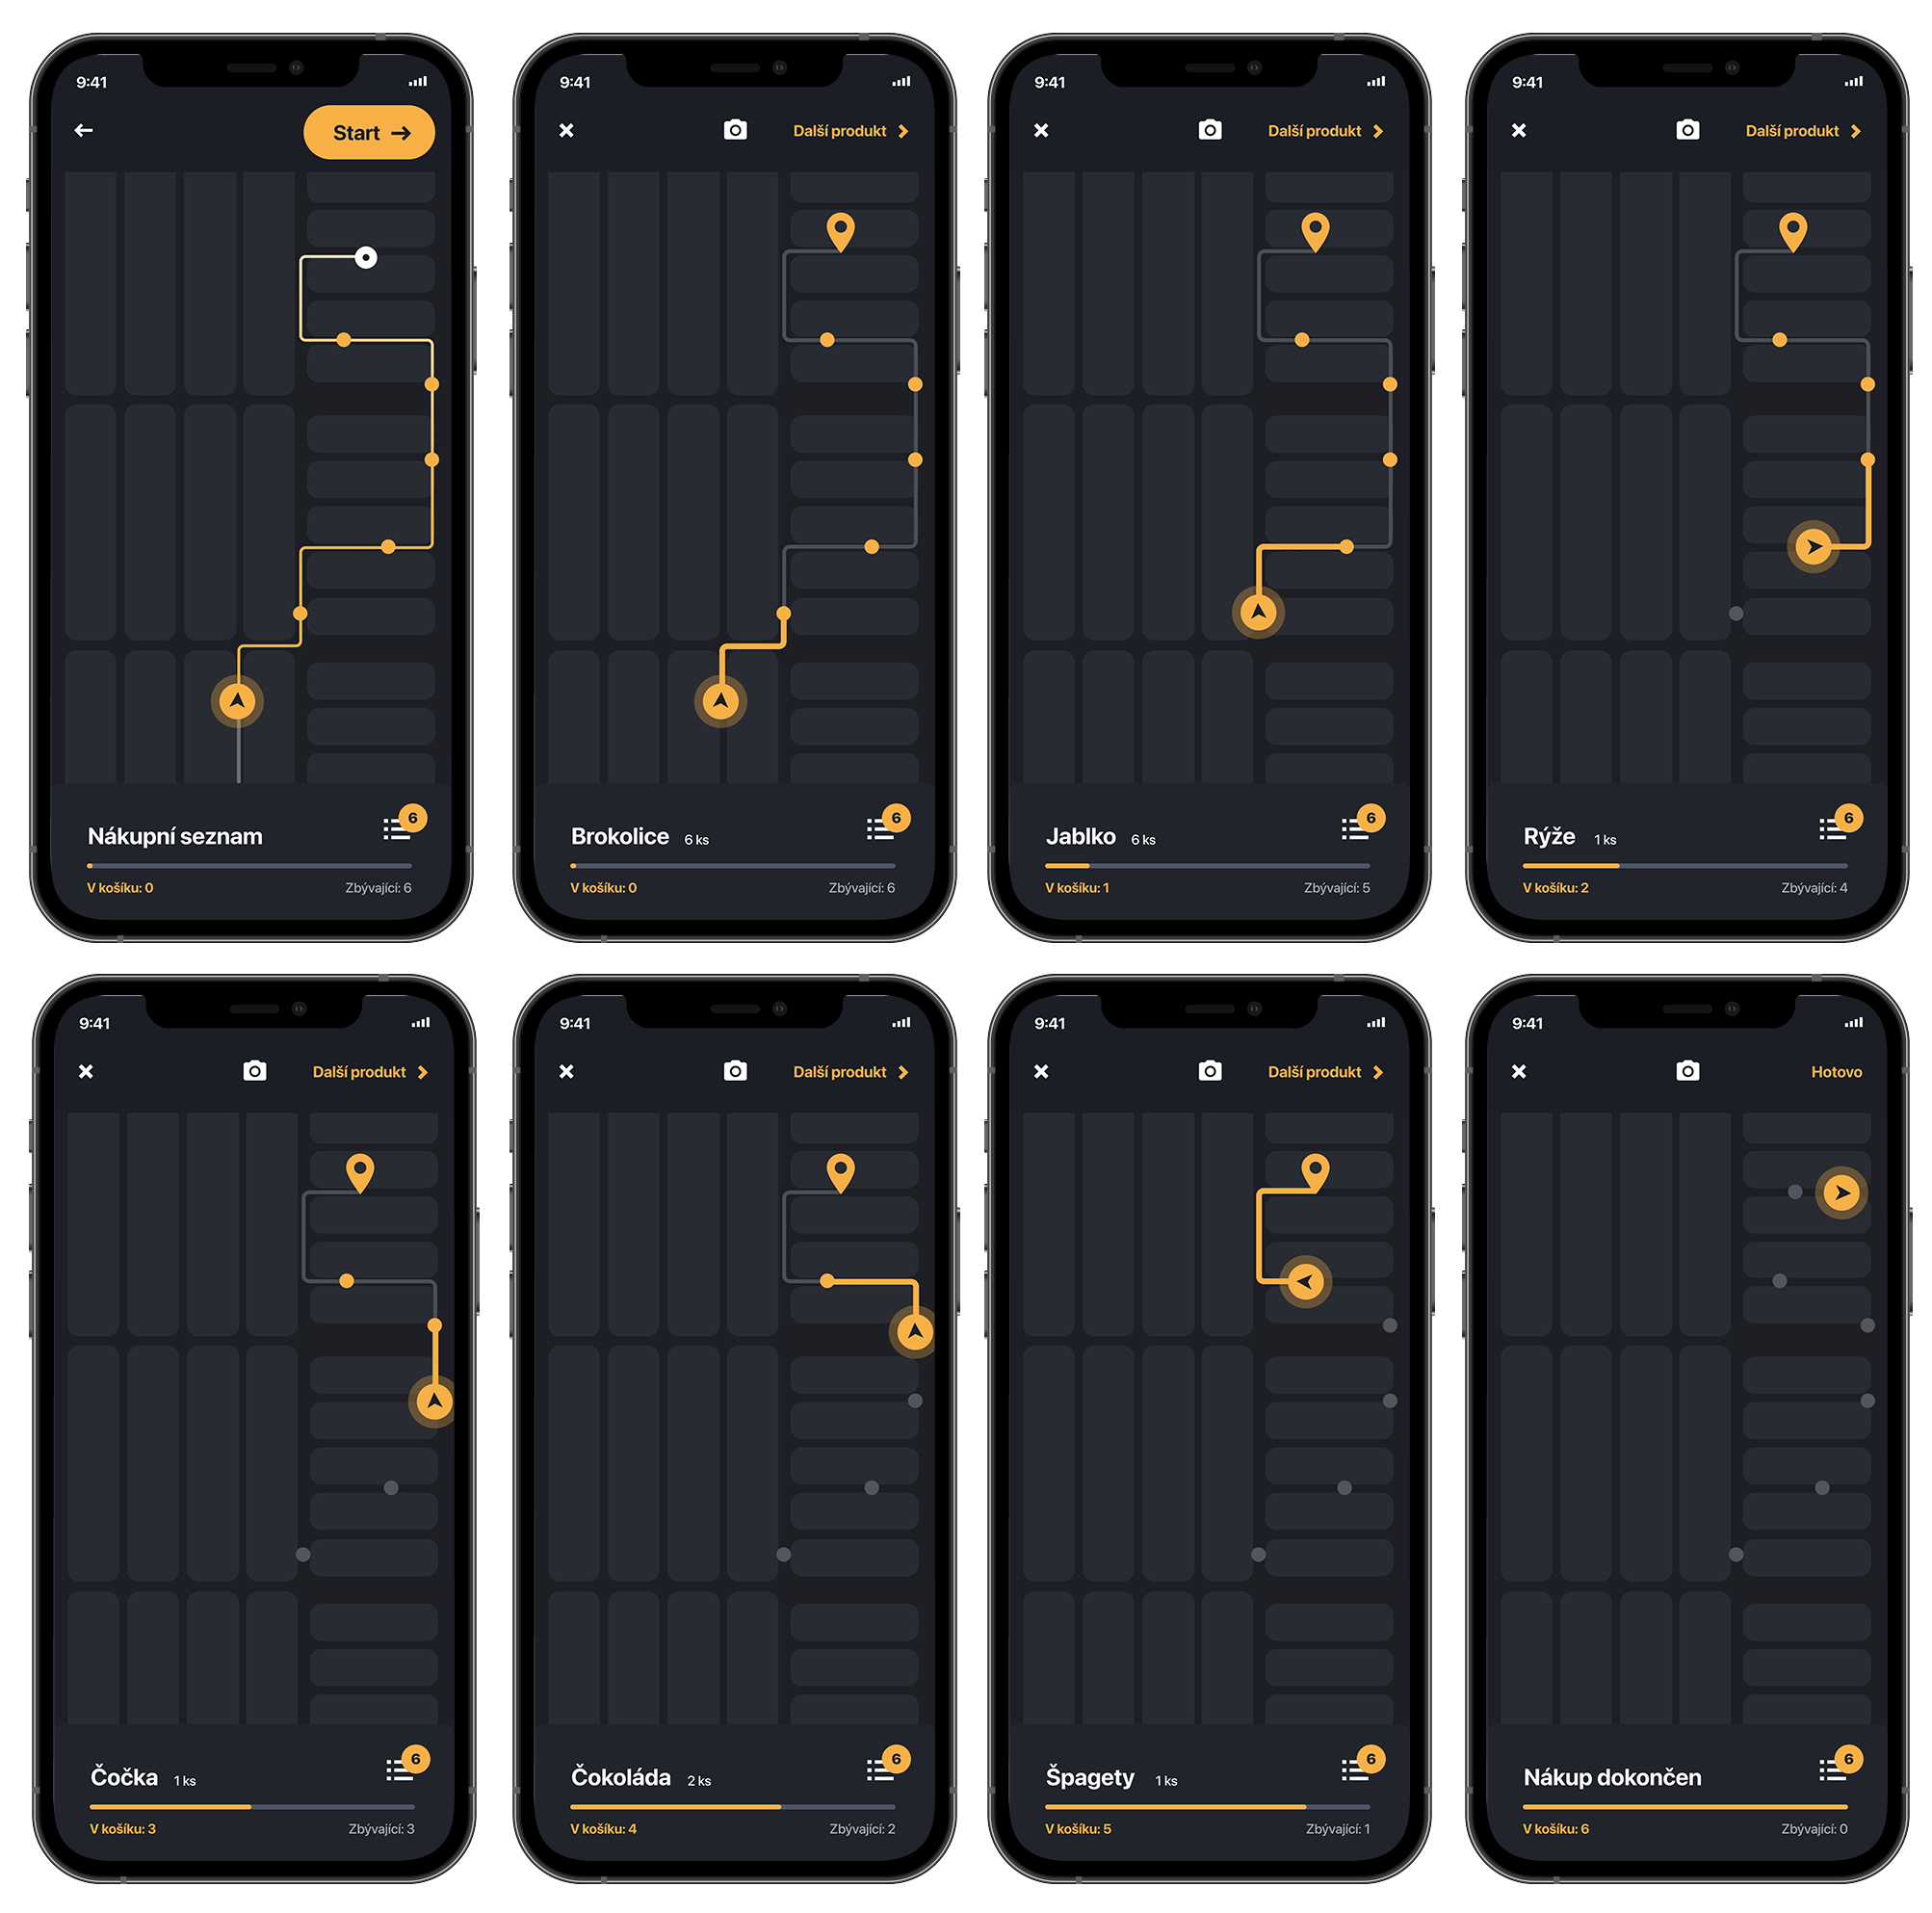 9:41
Start
6
Nákupní seznam
V košíku: 0 Zbývající: 6
9:41
Další produkt
6
Brokolice 6 ks
V košíku: 0 Zbývající: 6
9:41
Další produkt
6
Jablko 6 ks
V košíku: 1 Zbývající: 5
9:41
Další produkt
6
Rýže 1 ks
V košíku: 2 Zbývající: 4
9:41
Další produkt
6
Čočka 1 ks
V košíku: 3 Zbývající: 3
9:41
Další produkt
6
Čokoláda 2 ks
V košíku: 4 Zbývající: 2
9:41
Další produkt
6
Špagety 1 ks
V košíku: 5 Zbývající: 1
9:41
Hotovo
6
Nákup dokončen
V košíku: 6 Zbývající: 0